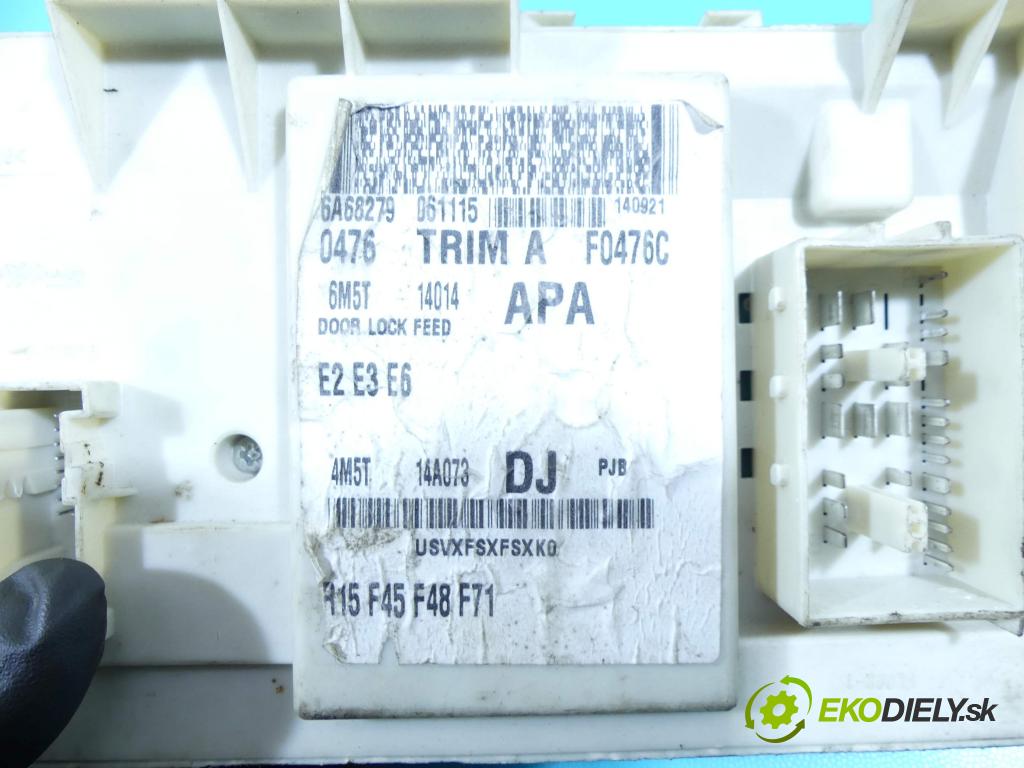 6A68279 061115 140921
0476 TRIM A F0476C
6M5T 14014 APA
DOOR LOCK FEED
E2 E3 E6
4M5T 14A073 DJ PJB
USVXFSXFSXK0
R15 F45 F48 F71
EKODIELY.sk